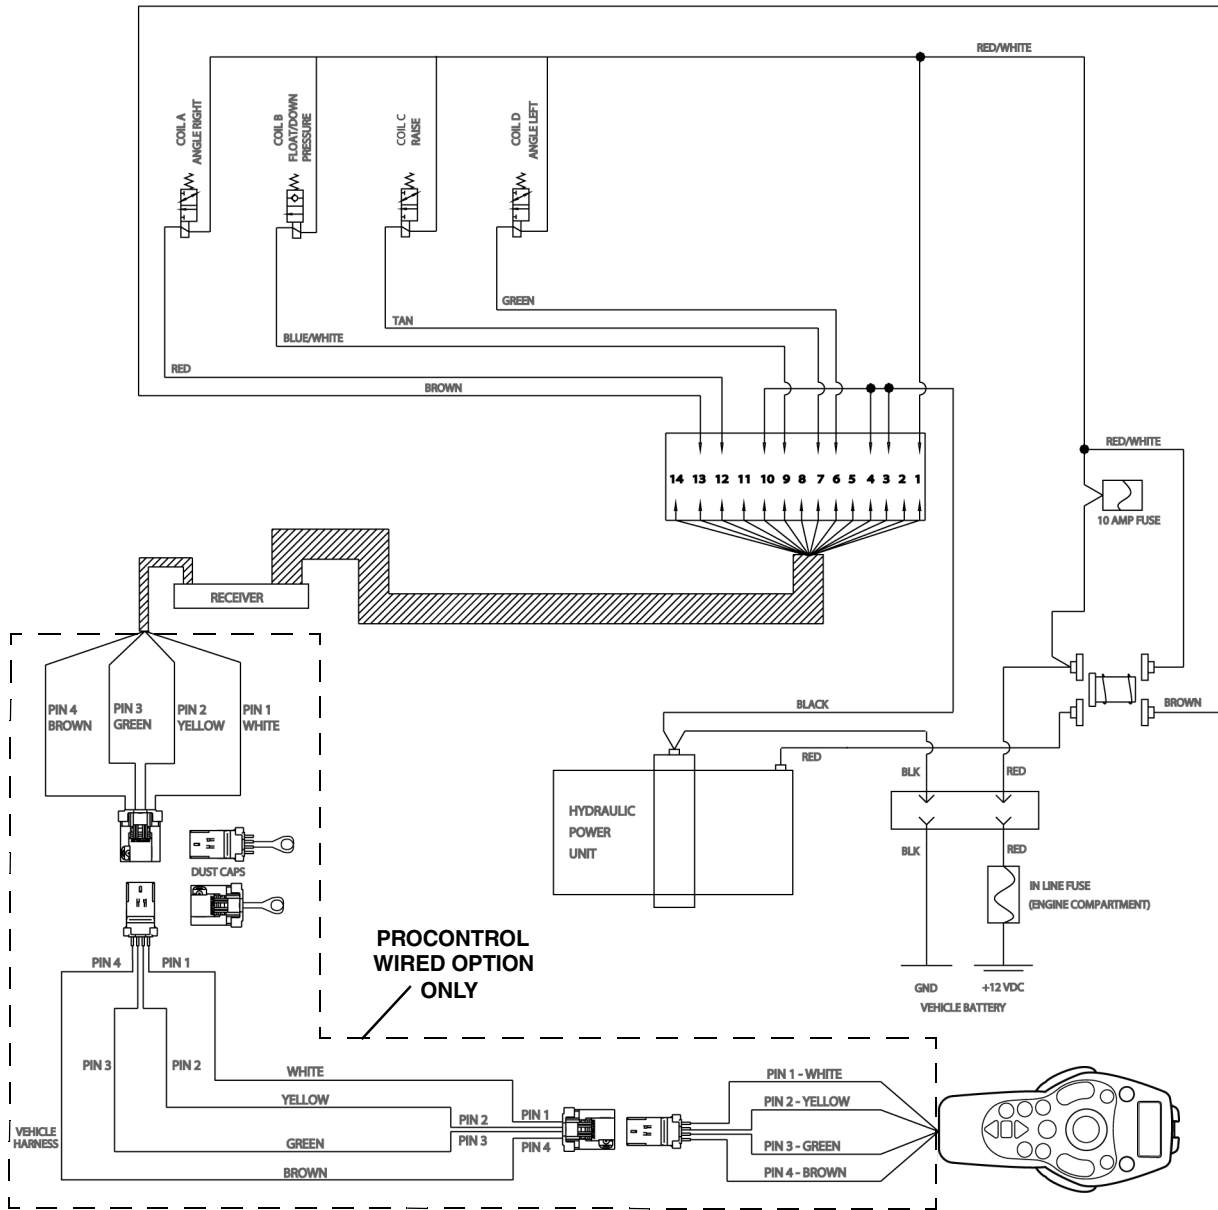 RED/WHITE
COIL A
ANGLE RIGHT
COIL B
FLOAT/DOWN
PRESSURE
COIL C
RAISE
COIL D
ANGLE LEFT
GREEN
TAN
BLUE/WHITE
RED
BROWN
RED/WHITE
14 13 12 11 10 9 8 7 6 5 4 3 2 1
10 AMP FUSE
RECEIVER
PIN 4
BROWN
PIN 3
GREEN
PIN 2
YELLOW
PIN 1
WHITE
BLACK
BROWN
RED
BLK
RED
HYDRAULIC
POWER
UNIT
BLK
RED
DUST CAPS
IN LINE FUSE
(ENGINE COMPARTMENT)
PROCONTROL
WIRED OPTION
ONLY
PIN 4
PIN 1
GND
+12 VDC
VEHICLE BATTERY
PIN 3
PIN 2
WHITE
PIN 1 - WHITE
YELLOW
PIN 2 - YELLOW
PIN 2
PIN 1
VEHICLE
HARNESS
GREEN
PIN 3
PIN 4
PIN 3 - GREEN
BROWN
PIN 4 - BROWN